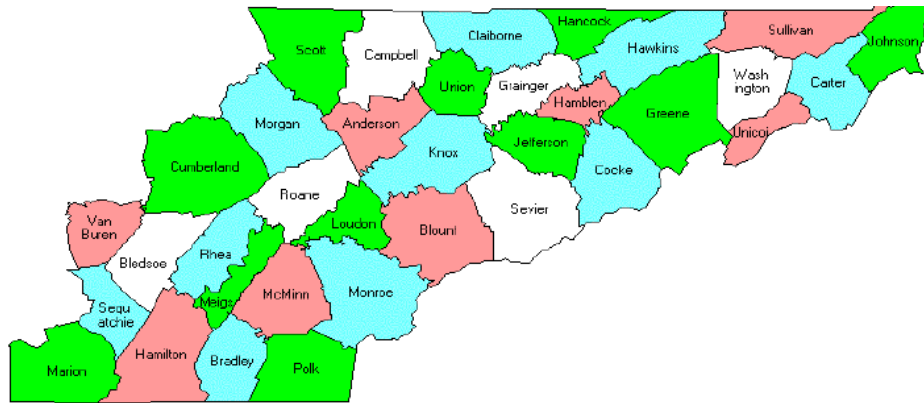 Hancock
Sullivan
Claiborne
Johnson
Scott
Campbell
Hawkins
Wash
ington
Carter
Union
Grainger
Hamblen
Greene
Unicoi
Morgan
Anderson
Jefferson
Knox
Cumberland
Cocke
Roane
Sevier
Van
Buren
Loudon
Blount
Rhea
Bledsoe
McMinn
Monroe
Meigs
Sequ
atchie
Hamilton
Bradley
Polk
Marion